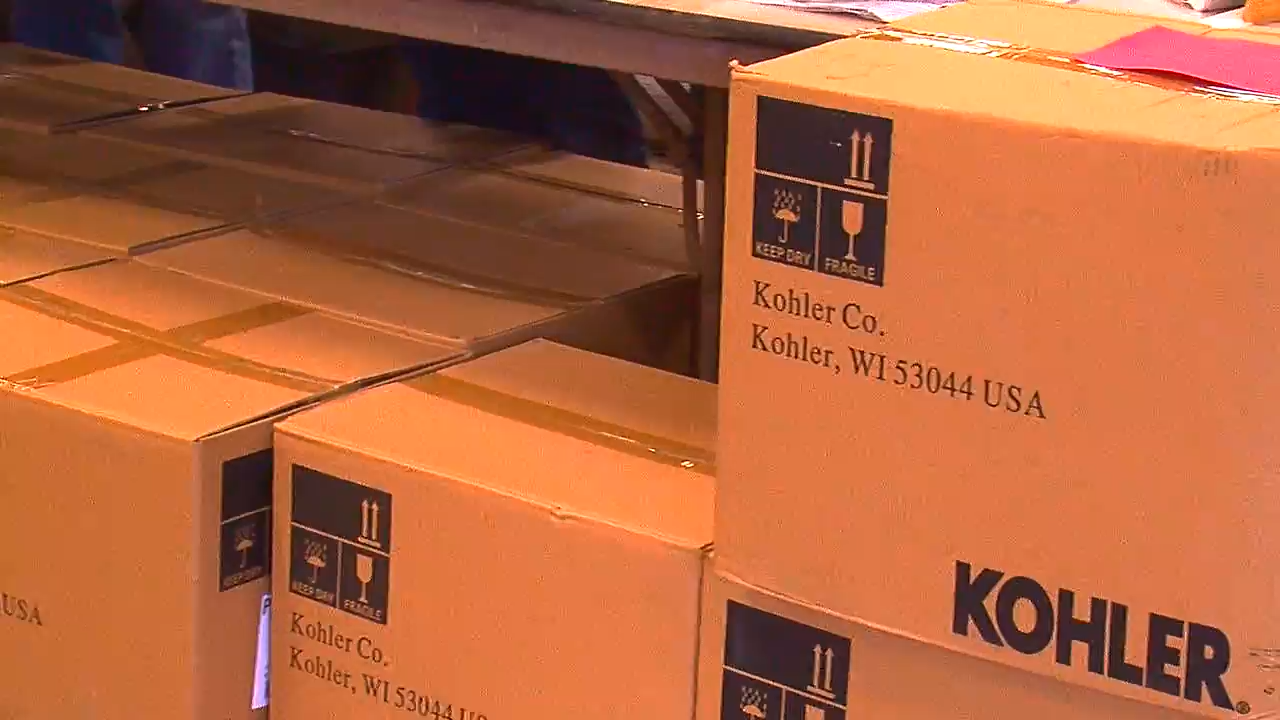 KEEP DRY FRAGILE
Kohler Co.
Kohler, WI 53044 USA
KOHLER®
KEEP DRY FRAGILE
Kohler Co.
Kohler, WI 53044
KEEP DRY
USA